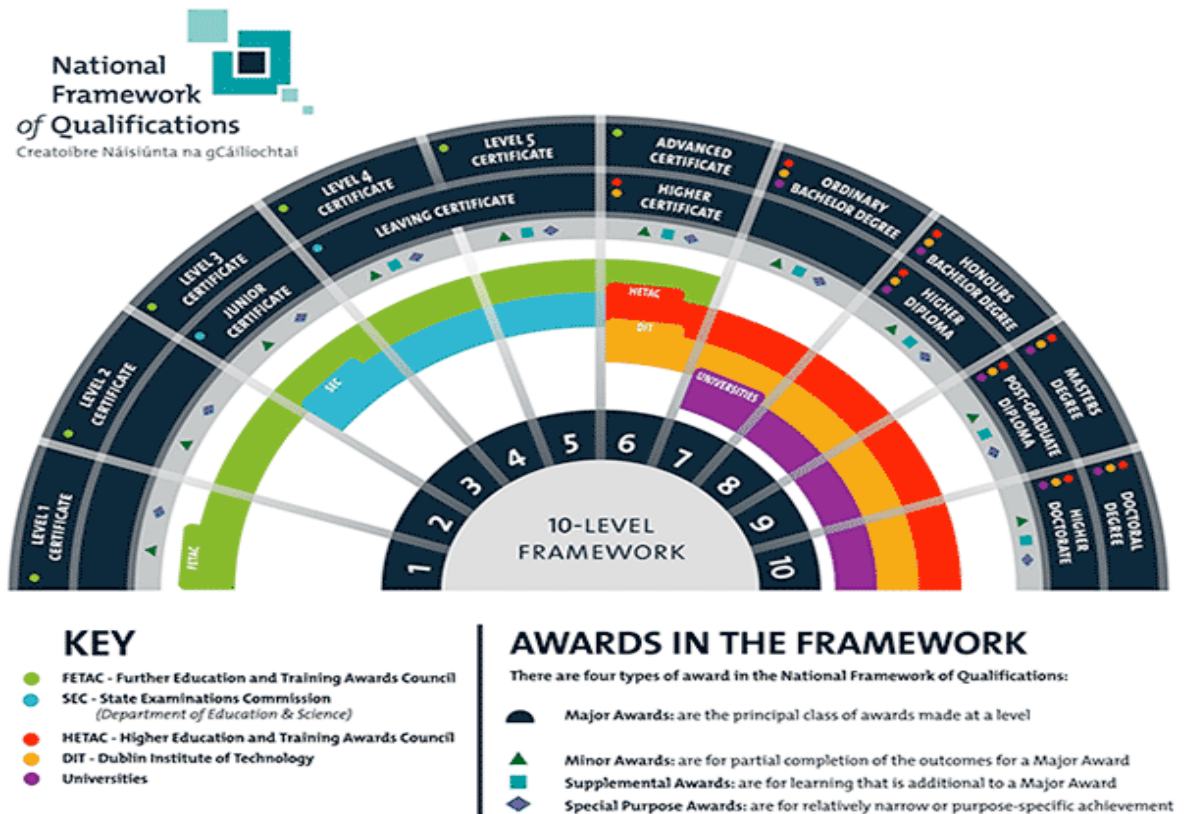 National
Framework
of Qualifications
Creatoibre Náisiúnta na gCáilíochtaí
LEVEL 1
CERTIFICATE
LEVEL 2
CERTIFICATE
LEVEL 3
CERTIFICATE
JUNIOR
CERTIFICATE
LEVEL 4
CERTIFICATE
LEVEL 5
CERTIFICATE
LEAVING CERTIFICATE
ADVANCED
CERTIFICATE
HIGHER
CERTIFICATE
ORDINARY
BACHELOR DEGREE
HONOURS
BACHELOR DEGREE
HIGHER
DIPLOMA
MASTERS
DEGREE
POST-GRADUATE
DIPLOMA
DOCTORAL
DEGREE
HIGHER
DOCTORATE
FETAC
SEC
HETAC
DIT
UNIVERSITIES
1
2
3
4
5
6
7
8
9
10
10-LEVEL
FRAMEWORK
KEY
FETAC - Further Education and Training Awards Council
SEC - State Examinations Commission
(Department of Education & Science)
HETAC - Higher Education and Training Awards Council
DIT - Dublin Institute of Technology
Universities
AWARDS IN THE FRAMEWORK
There are four types of award in the National Framework of Qualifications:
Major Awards: are the principal class of awards made at a level
Minor Awards: are for partial completion of the outcomes for a Major Award
Supplemental Awards: are for learning that is additional to a Major Award
Special Purpose Awards: are for relatively narrow or purpose-specific achievement